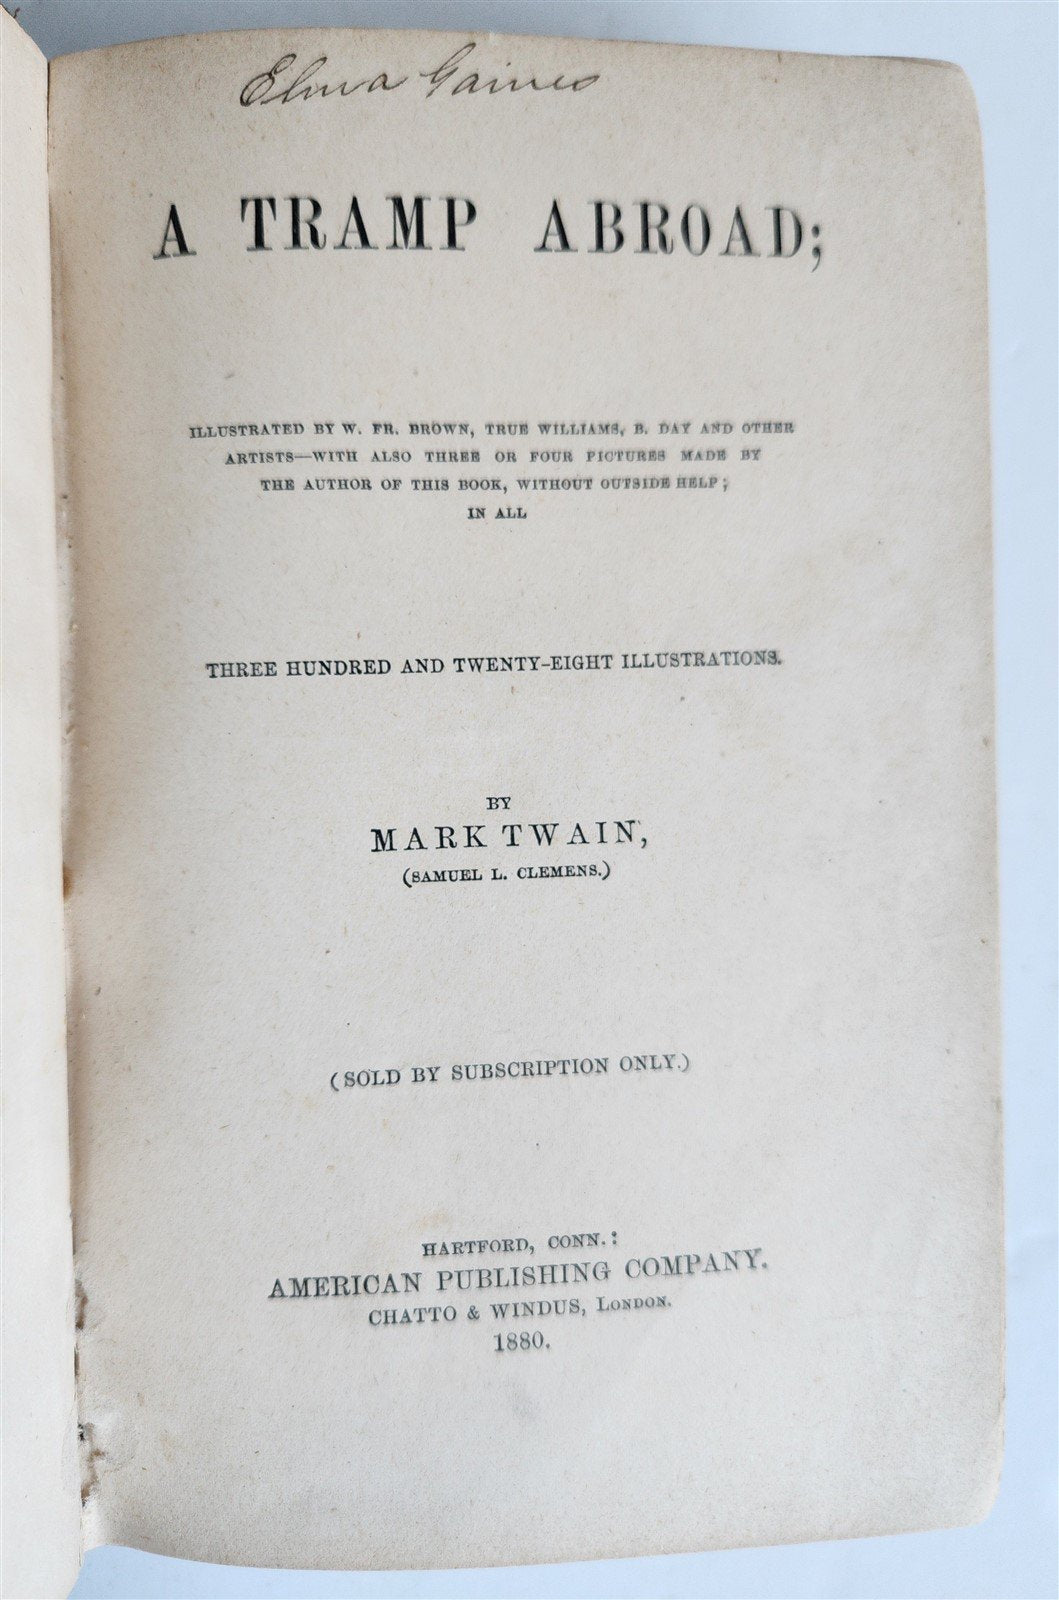 Elma Gaines
A TRAMP ABROAD;
ILLUSTRATED BY W. FR. BROWN, TRUE WILLIAMS, B. DAY AND OTHER
ARTISTS—WITH ALSO THREE OR FOUR PICTURES MADE BY
THE AUTHOR OF THIS BOOK, WITHOUT OUTSIDE HELP;
IN ALL
THREE HUNDRED AND TWENTY-EIGHT ILLUSTRATIONS.
BY
MARK TWAIN,
(SAMUEL L. CLEMENS.)
(SOLD BY SUBSCRIPTION ONLY.)
HARTFORD, CONN.:
AMERICAN PUBLISHING COMPANY.
CHATTO & WINDUS, LONDON.
1880.